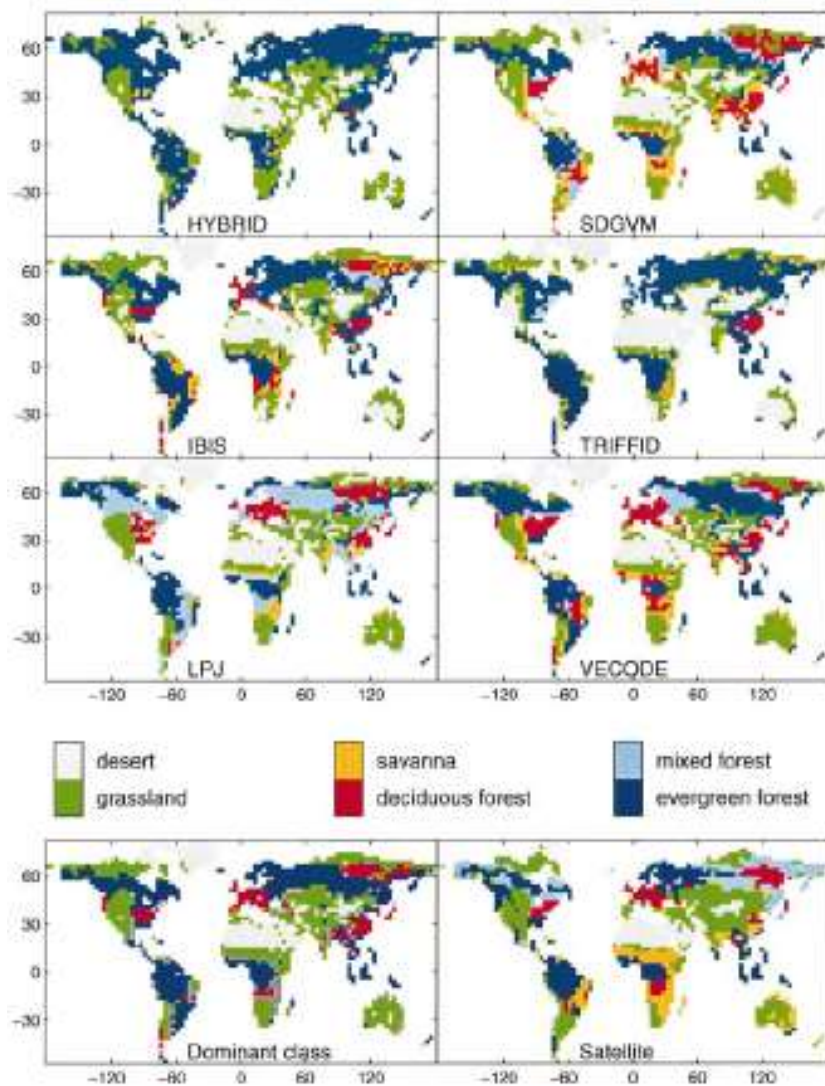 60
30
0
−30
HYBRID
SDGVM
60
30
0
−30
IBIS
TRIFFID
60
30
0
−30
LPJ
VECODE
−120 −60 0 60 120
−120 −60 0 60 120
desert savanna mixed forest
grassland deciduous forest evergreen forest
60
30
0
−30
Dominant class
Satellite
−120 −60 0 60 120
−120 −60 0 60 120